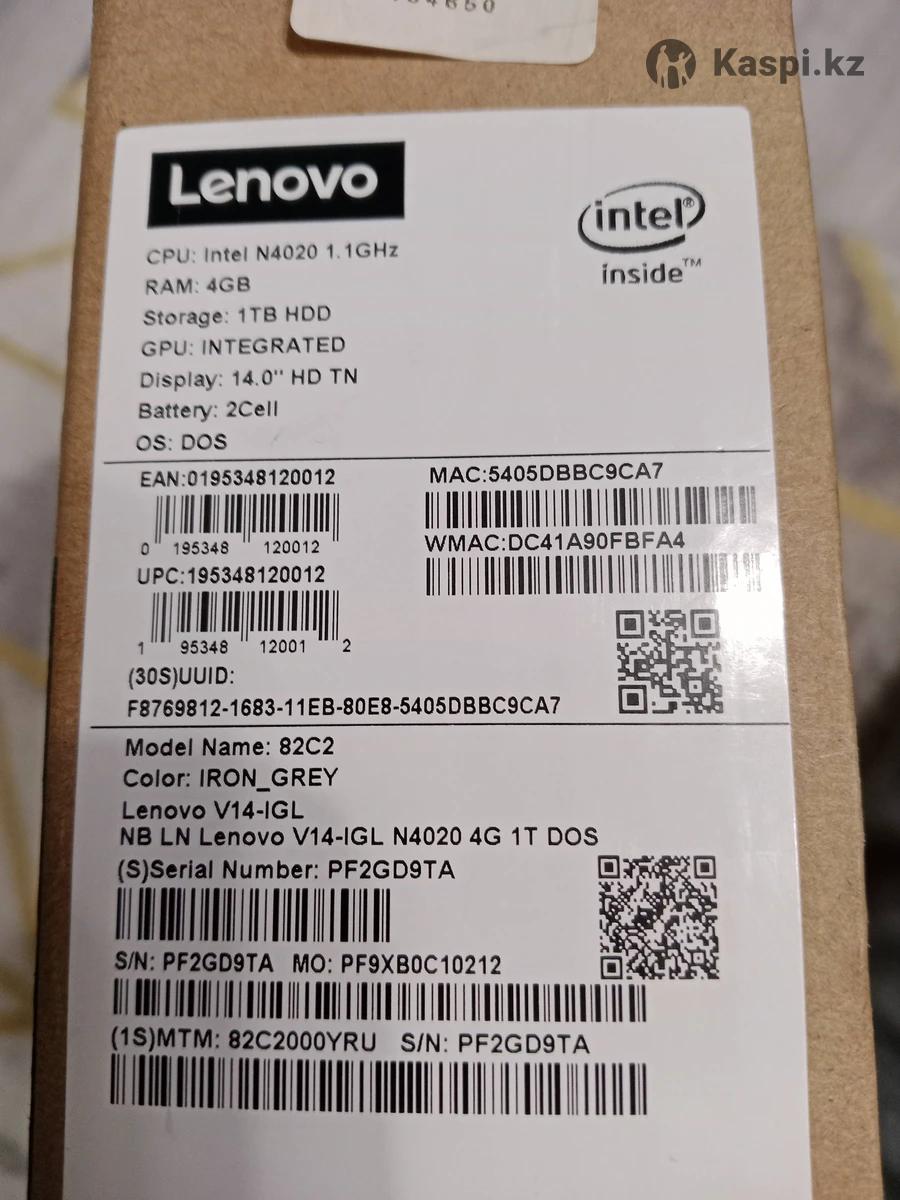 Kaspi.kz
Lenovo
intel®
inside™
CPU: Intel N4020 1.1GHz
RAM: 4GB
Storage: 1TB HDD
GPU: INTEGRATED
Display: 14.0'' HD TN
Battery: 2Cell
OS: DOS
EAN:0195348120012
0 195348 120012
UPC:195348120012
1 95348 12001 2
MAC:5405DBBC9CA7
WMAC:DC41A90FBFA4
(30S)UUID:
F8769812-1683-11EB-80E8-5405DBBC9CA7
Model Name: 82C2
Color: IRON_GREY
Lenovo V14-IGL
NB LN Lenovo V14-IGL N4020 4G 1T DOS
(S)Serial Number: PF2GD9TA
S/N: PF2GD9TA MO: PF9XB0C10212
(1S)MTM: 82C2000YRU S/N: PF2GD9TA